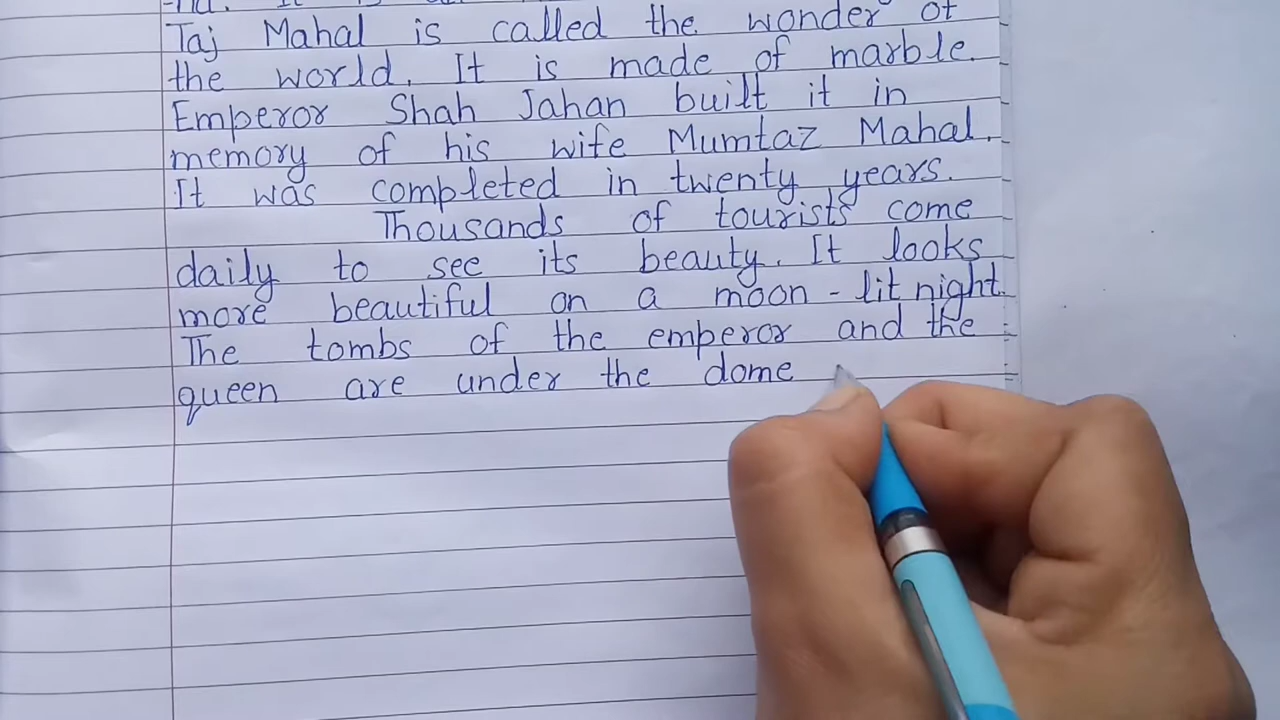 Taj Mahal is called the wonder of
the world. It is made of marble.
Emperor Shah Jahan built it in
memory of his wife Mumtaz Mahal.
It was completed in twenty years.
Thousands of tourists come
daily to see its beauty. It looks
more beautiful on a moon - lit night.
The tombs of the emperor and the
queen are under the dome